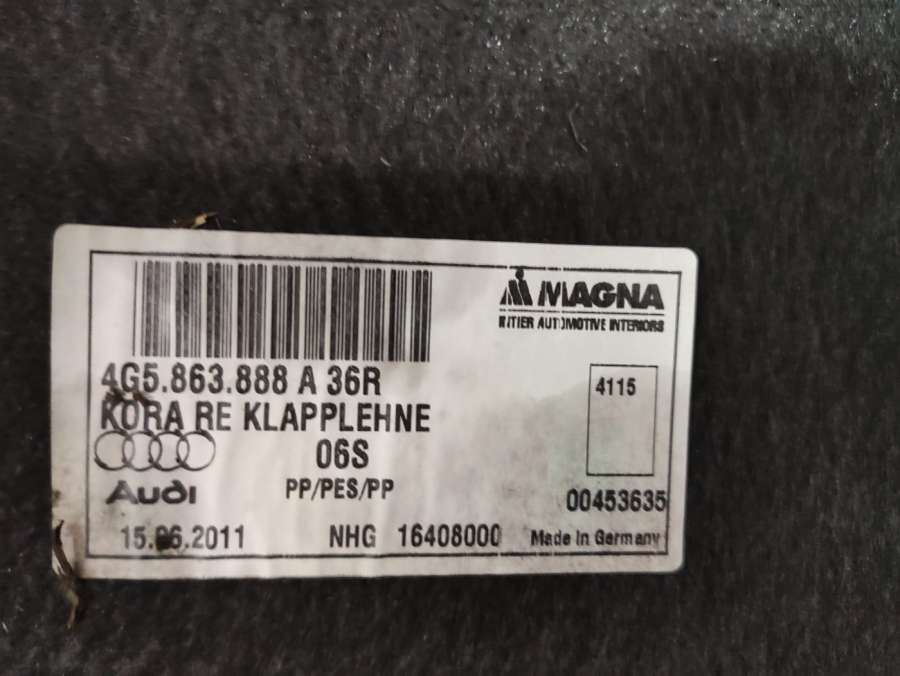 MAGNA
INTIER AUTOMOTIVE INTERIORS
4G5.863.888 A 36R
KORA RE KLAPPLEHNE
4115
06S
Audi
PP/PES/PP
00453635
15.06.2011 NHG 16408000 Made In Germany